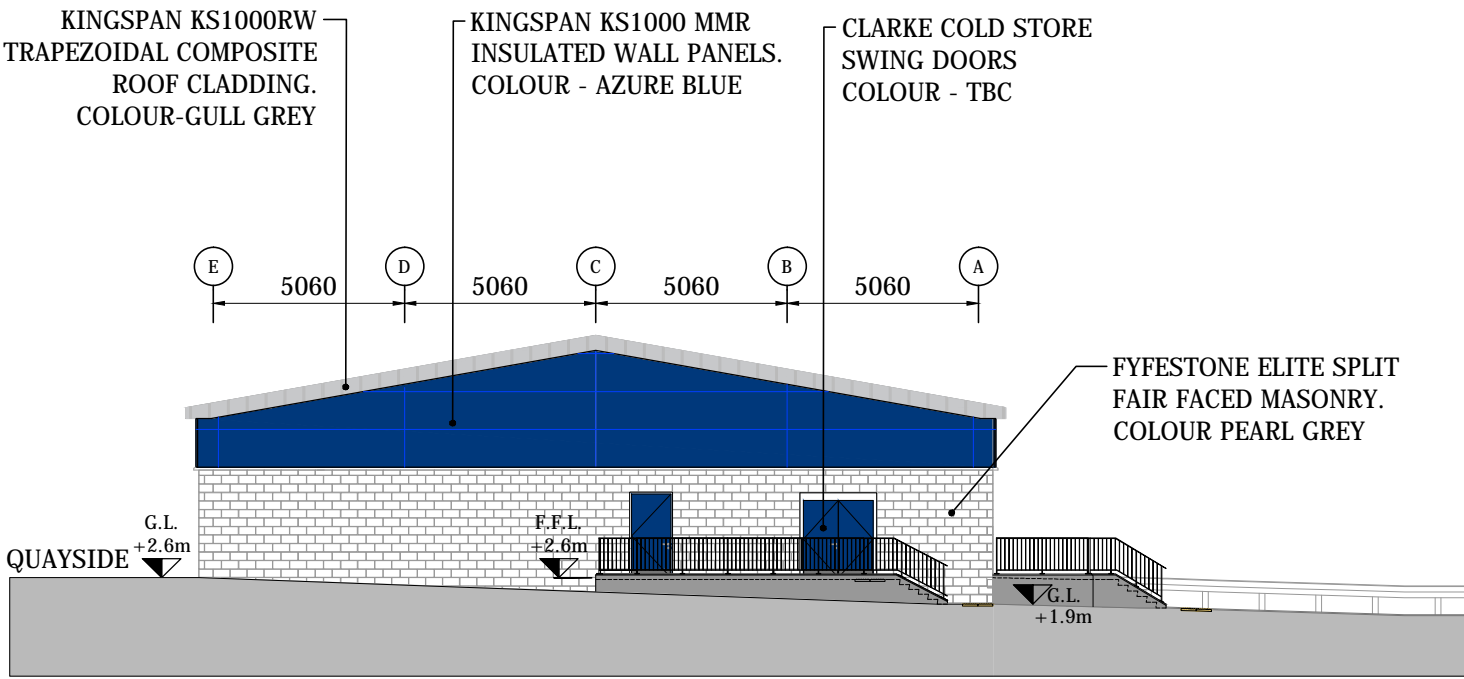 KINGSPAN KS1000RW
TRAPEZOIDAL COMPOSITE
ROOF CLADDING.
COLOUR-GULL GREY
KINGSPAN KS1000 MMR
INSULATED WALL PANELS.
COLOUR - AZURE BLUE
CLARKE COLD STORE
SWING DOORS
COLOUR - TBC
E
D
C
B
A
5060
5060
5060
5060
FYFESTONE ELITE SPLIT
FAIR FACED MASONRY.
COLOUR PEARL GREY
G.L.
+2.6m
QUAYSIDE
F.F.L.
+2.6m
G.L.
+1.9m